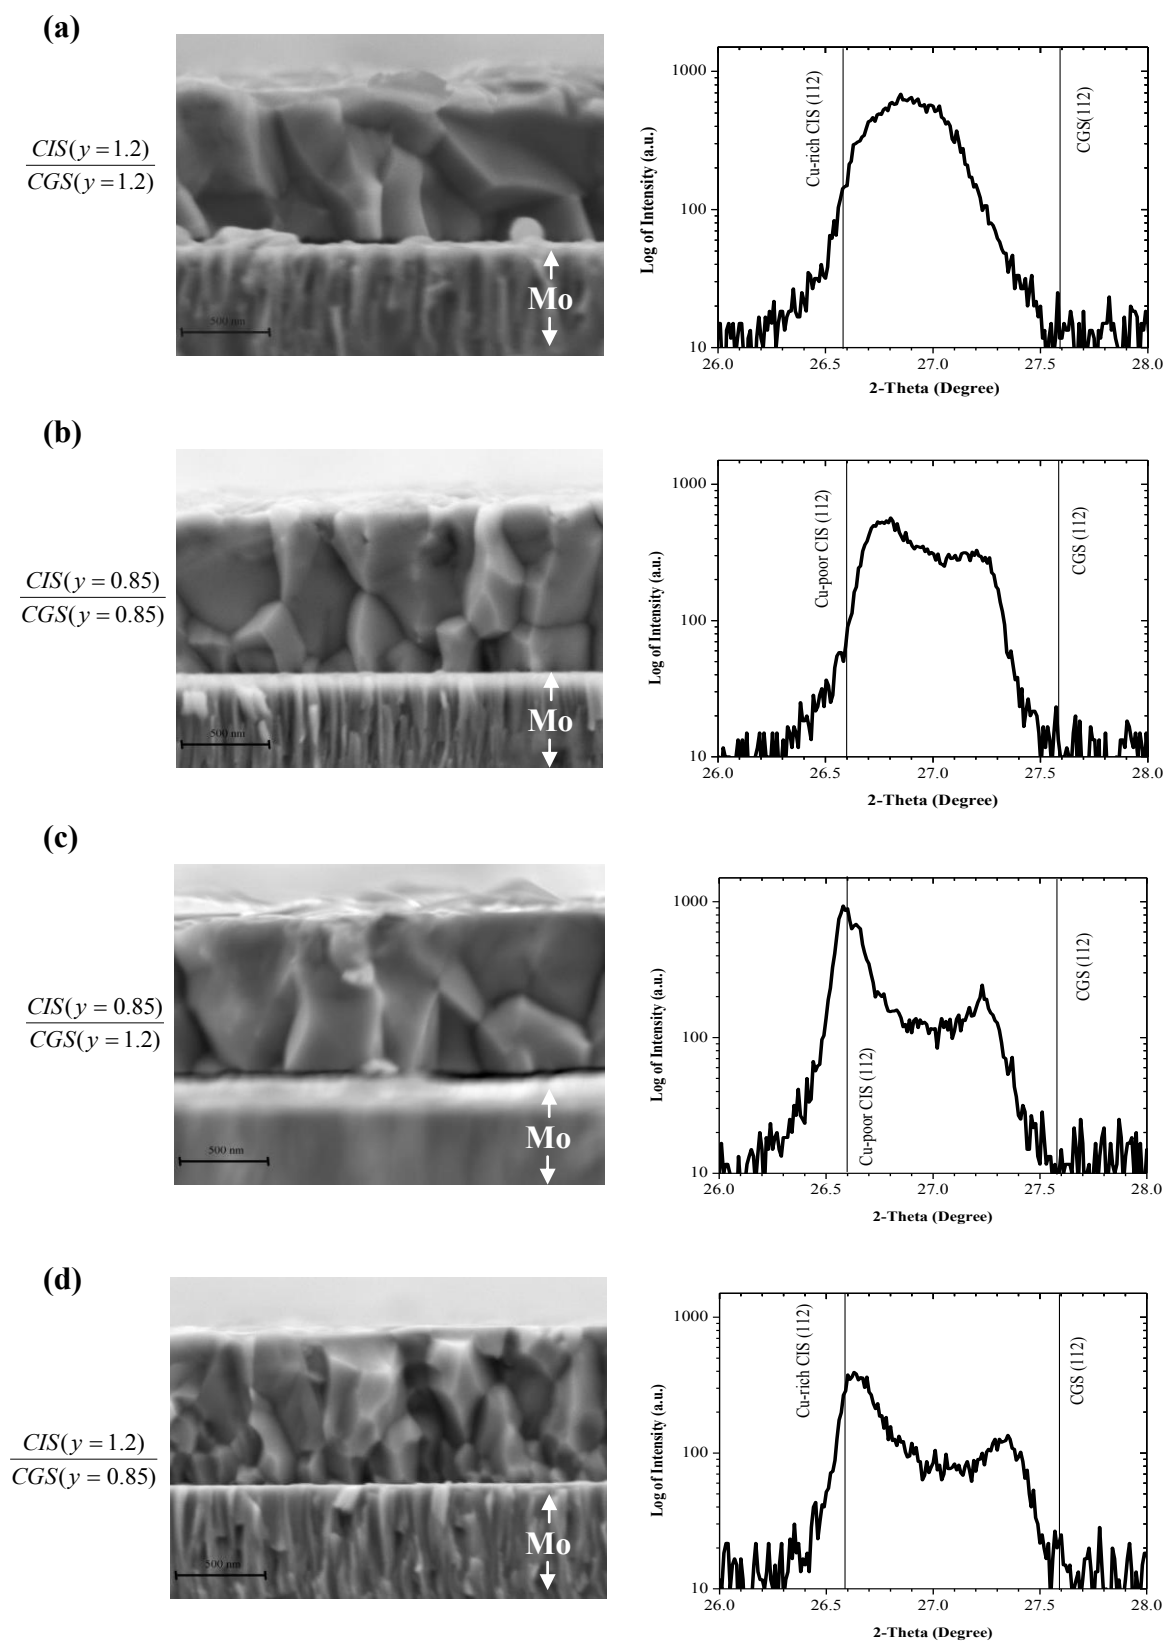 (a)
CIS(y = 1.2)
CGS(y = 1.2)
Mo
500 nm
1000
100
10
Log of Intensity (a.u.)
Cu-rich CIS (112)
CGS(112)
26.0 26.5 27.0 27.5 28.0
2-Theta (Degree)
(b)
CIS(y = 0.85)
CGS(y = 0.85)
Mo
500 nm
1000
100
10
Log of Intensity (a.u.)
Cu-poor CIS (112)
CGS (112)
26.0 26.5 27.0 27.5 28.0
2-Theta (Degree)
(c)
CIS(y = 0.85)
CGS(y = 1.2)
Mo
500 nm
1000
100
10
Log of Intensity (a.u.)
Cu-poor CIS (112)
CGS (112)
26.0 26.5 27.0 27.5 28.0
2-Theta (Degree)
(d)
CIS(y = 1.2)
CGS(y = 0.85)
Mo
500 nm
1000
100
10
Log of Intensity (a.u.)
Cu-rich CIS (112)
CGS (112)
26.0 26.5 27.0 27.5 28.0
2-Theta (Degree)